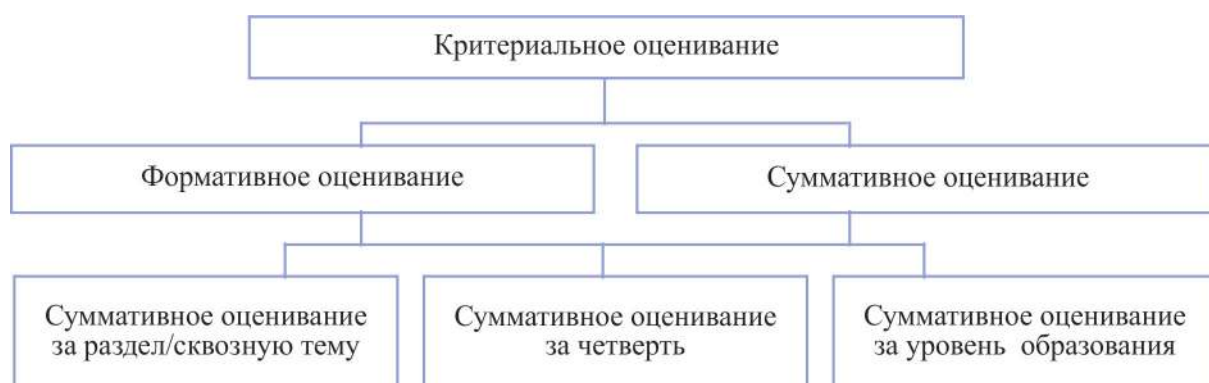 Критериальное оценивание
Формативное оценивание
Суммативное оценивание
Суммативное оценивание
за раздел/сквозную тему
Суммативное оценивание
за четверть
Суммативное оценивание
за уровень образования